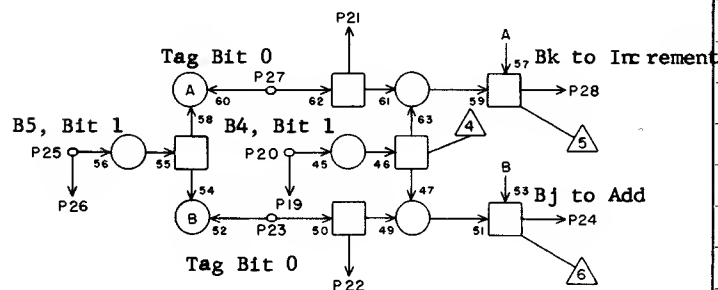 P21
A
Tag Bit 0
57 Bk to Increment
P27
A
60
62
61
59
P28
58
63
B5, Bit 1
B4, Bit 1
4
5
P25
56
55
P20
45
46
B
54
P19
47
53 Bj to Add
P26
B
52
P23
50
49
51
P24
Tag Bit 0
6
P22